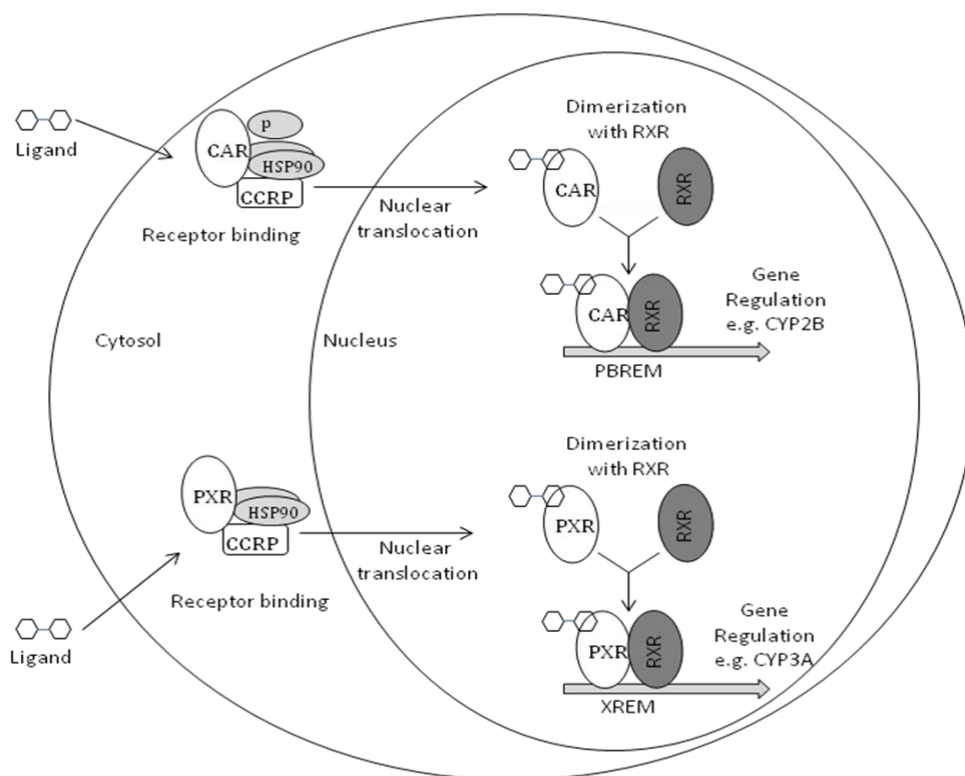 Ligand
p
CAR
HSP90
CCRP
Receptor binding
Nuclear
translocation
Dimerization
with RXR
CAR
RXR
CAR
RXR
PBREM
Gene
Regulation
e.g. CYP2B
Cytosol
Nucleus
PXR
HSP90
CCRP
Receptor binding
Ligand
Nuclear
translocation
Dimerization
with RXR
PXR
RXR
PXR
RXR
XREM
Gene
Regulation
e.g. CYP3A